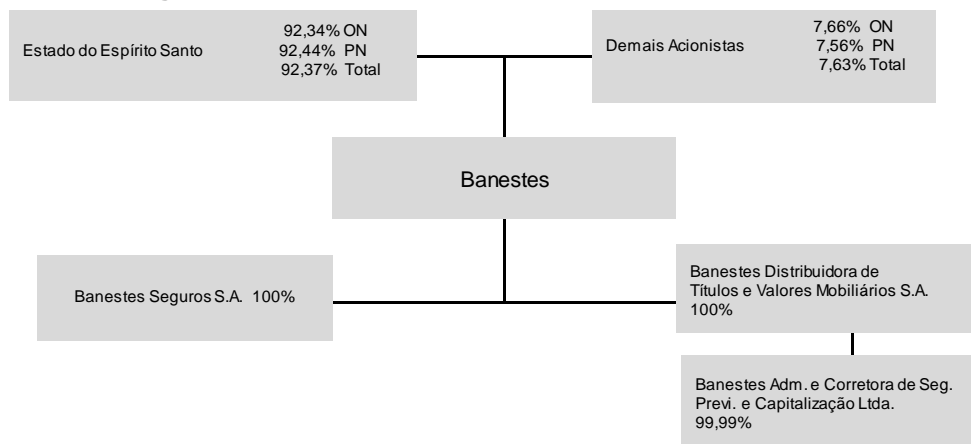 Estado do Espírito Santo
92,34% ON
92,44% PN
92,37% Total
Demais Acionistas
7,66% ON
7,56% PN
7,63% Total
Banestes
Banestes Seguros S.A. 100%
Banestes Distribuidora de
Títulos e Valores Mobiliários S.A.
100%
Banestes Adm. e Corretora de Seg.
Previ. e Capitalização Ltda.
99,99%